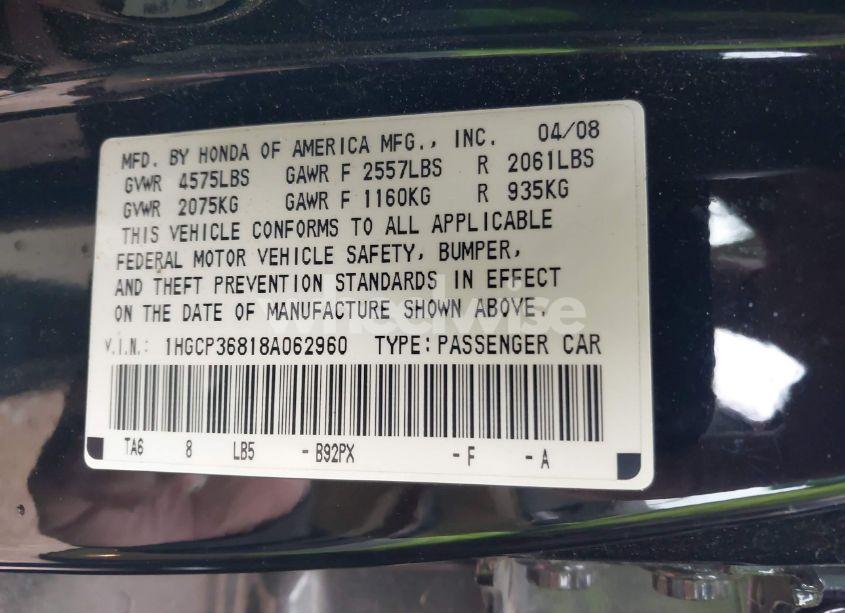 MFD. BY HONDA OF AMERICA MFG., INC. 04/08
GVWR 4575LBS GAWR F 2557LBS R 2061LBS
GVWR 2075KG GAWR F 1160KG R 935KG
THIS VEHICLE CONFORMS TO ALL APPLICABLE
FEDERAL MOTOR VEHICLE SAFETY, BUMPER,
AND THEFT PREVENTION STANDARDS IN EFFECT
ON THE DATE OF MANUFACTURE SHOWN ABOVE.
wheelwise
V.I.N.: 1HGCP36818A062960 TYPE: PASSENGER CAR
TA6 8 LB5 - B92PX - F - A